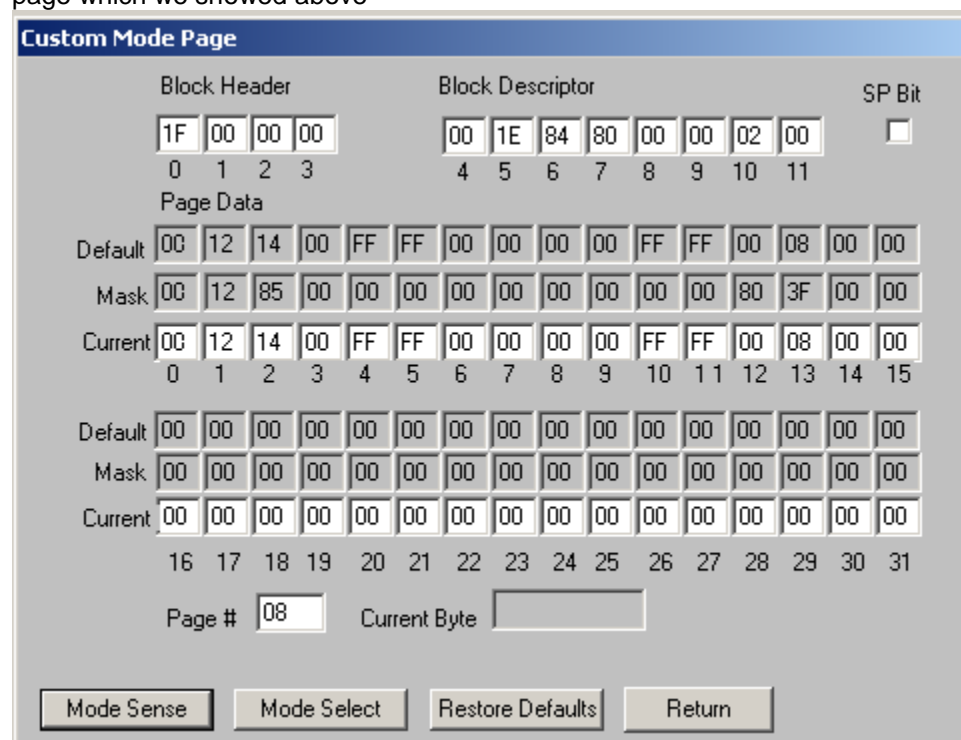 page which we showed above
Custom Mode Page
Block Header Block Descriptor SP Bit
1F 00 00 00 00 1E 84 80 00 00 02 00
0 1 2 3 4 5 6 7 8 9 10 11
Page Data
Default 0C 12 14 00 FF FF 00 00 00 00 FF FF 00 08 00 00
Mask 0C 12 85 00 00 00 00 00 00 00 00 00 80 3F 00 00
Current 0C 12 14 00 FF FF 00 00 00 00 FF FF 00 08 00 00
0 1 2 3 4 5 6 7 8 9 10 11 12 13 14 15
Default 00 00 00 00 00 00 00 00 00 00 00 00 00 00 00 00
Mask 00 00 00 00 00 00 00 00 00 00 00 00 00 00 00 00
Current 00 00 00 00 00 00 00 00 00 00 00 00 00 00 00 00
16 17 18 19 20 21 22 23 24 25 26 27 28 29 30 31
Page # 08 Current Byte
Mode Sense Mode Select Restore Defaults Return